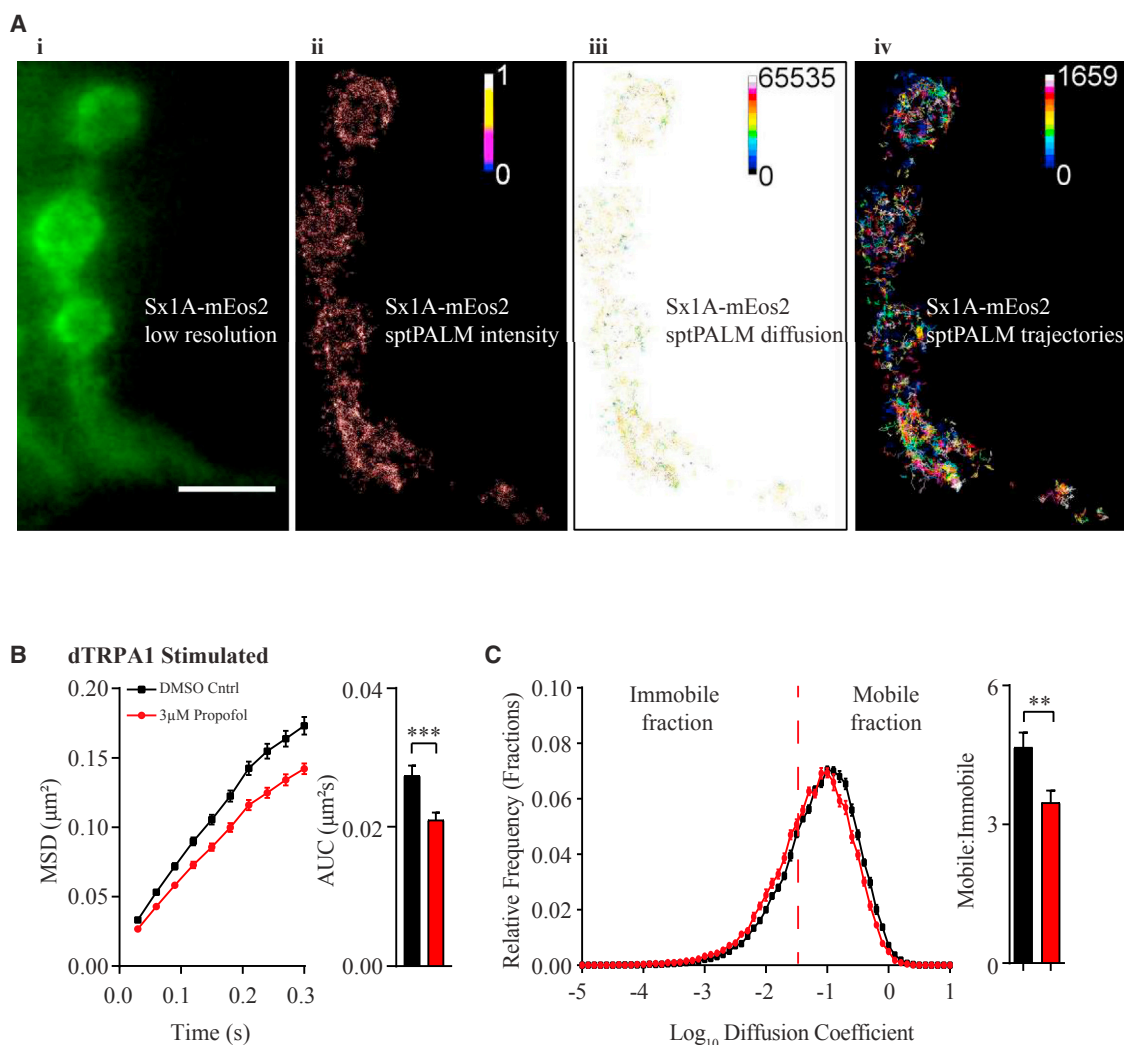 A
i
ii
iii
iv
1
0
65535
0
1659
0
Sx1A-mEos2
low resolution
Sx1A-mEos2
sptPALM intensity
Sx1A-mEos2
sptPALM diffusion
Sx1A-mEos2
sptPALM trajectories
B
dTRPA1 Stimulated
DMSO Cntrl
3µM Propofol
MSD (µm²)
0.20
0.15
0.10
0.05
0.00
0.0 0.1 0.2 0.3
Time (s)
AUC (µm²s)
0.04
0.02
0.00
***
C
Relative Frequency (Fractions)
0.10
0.08
0.06
0.04
0.02
0.00
Immobile
fraction
Mobile
fraction
-5 -4 -3 -2 -1 0 1
Log₁₀ Diffusion Coefficient
Mobile:Immobile
6
3
0
**